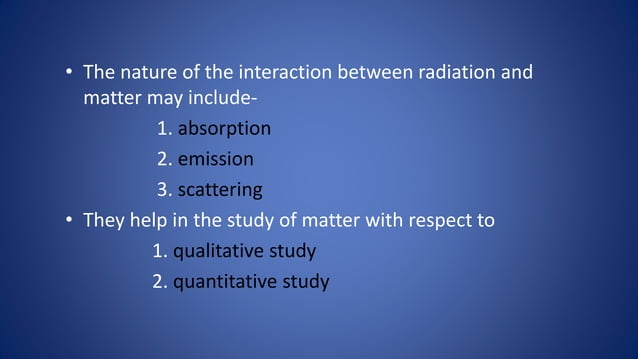 • The nature of the interaction between radiation and
matter may include-
1. absorption
2. emission
3. scattering
• They help in the study of matter with respect to
1. qualitative study
2. quantitative study